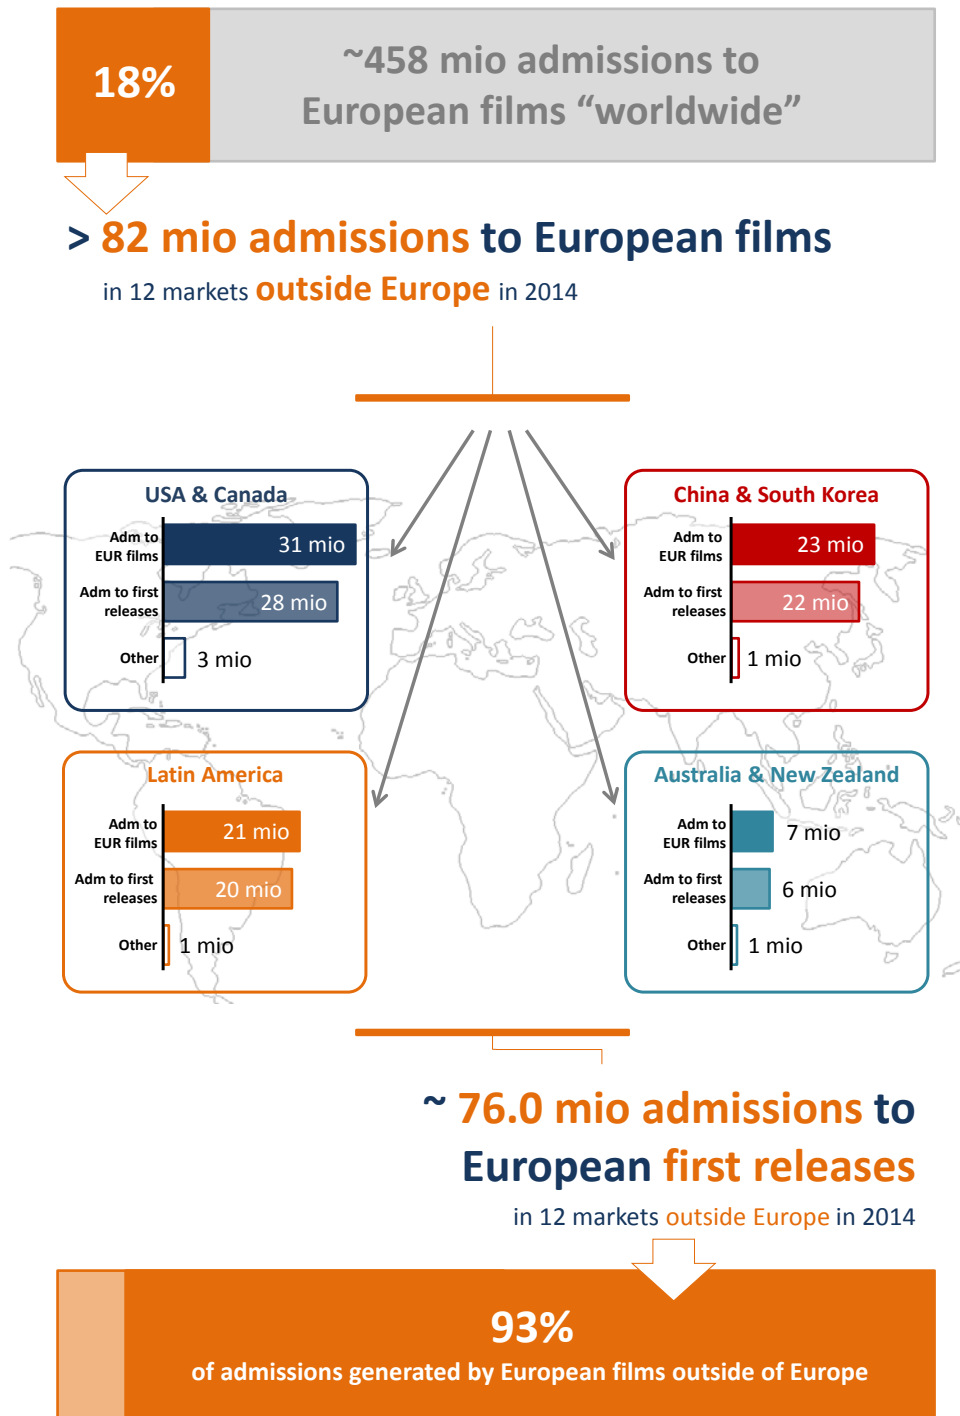 18%
~458 mio admissions to
European films “worldwide”
> 82 mio admissions to European films
in 12 markets outside Europe in 2014
USA & Canada
Adm to
EUR films
31 mio
Adm to first
releases
28 mio
Other
3 mio
China & South Korea
Adm to
EUR films
23 mio
Adm to first
releases
22 mio
Other
1 mio
Latin America
Adm to
EUR films
21 mio
Adm to first
releases
20 mio
Other
1 mio
Australia & New Zealand
Adm to
EUR films
7 mio
Adm to first
releases
6 mio
Other
1 mio
~ 76.0 mio admissions to
European first releases
in 12 markets outside Europe in 2014
93%
of admissions generated by European films outside of Europe